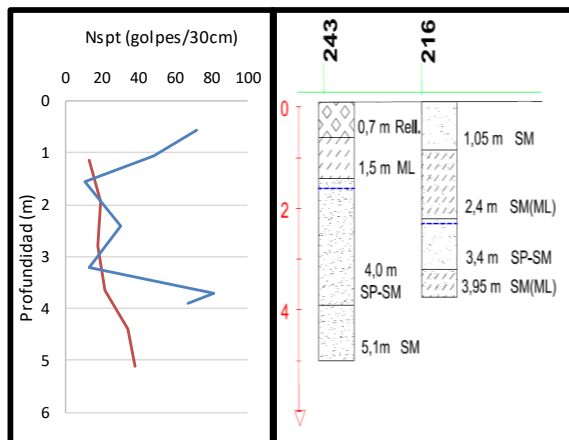 Nspt (golpes/30cm)
0 20 40 60 80 100
0
1
2
3
4
5
6
Profundidad (m)
243
216
0
2
4
0,7 m Rell.
1,5 m ML
4,0 m
SP-SM
5,1m SM
1,05 m SM
2,4 m SM(ML)
3,4 m
SP-SM
3,95 m SM(ML)